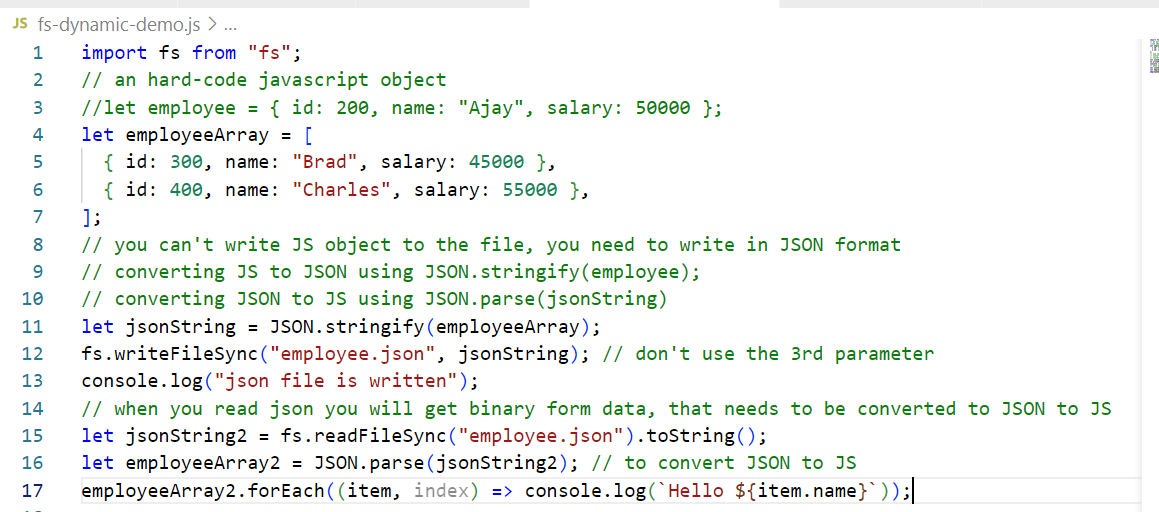 JS fs-dynamic-demo.js > ...
1 import fs from "fs";
2 // an hard-code javascript object
3 //let employee = { id: 200, name: "Ajay", salary: 50000 };
4 let employeeArray = [
5   { id: 300, name: "Brad", salary: 45000 },
6   { id: 400, name: "Charles", salary: 55000 },
7 ];
8 // you can't write JS object to the file, you need to write in JSON format
9 // converting JS to JSON using JSON.stringify(employee);
10 // converting JSON to JS using JSON.parse(jsonString)
11 let jsonString = JSON.stringify(employeeArray);
12 fs.writeFileSync("employee.json", jsonString); // don't use the 3rd parameter
13 console.log("json file is written");
14 // when you read json you will get binary form data, that needs to be converted to JSON to JS
15 let jsonString2 = fs.readFileSync("employee.json").toString();
16 let employeeArray2 = JSON.parse(jsonString2); // to convert JSON to JS
17 employeeArray2.forEach((item, index) => console.log(`Hello ${item.name}`));